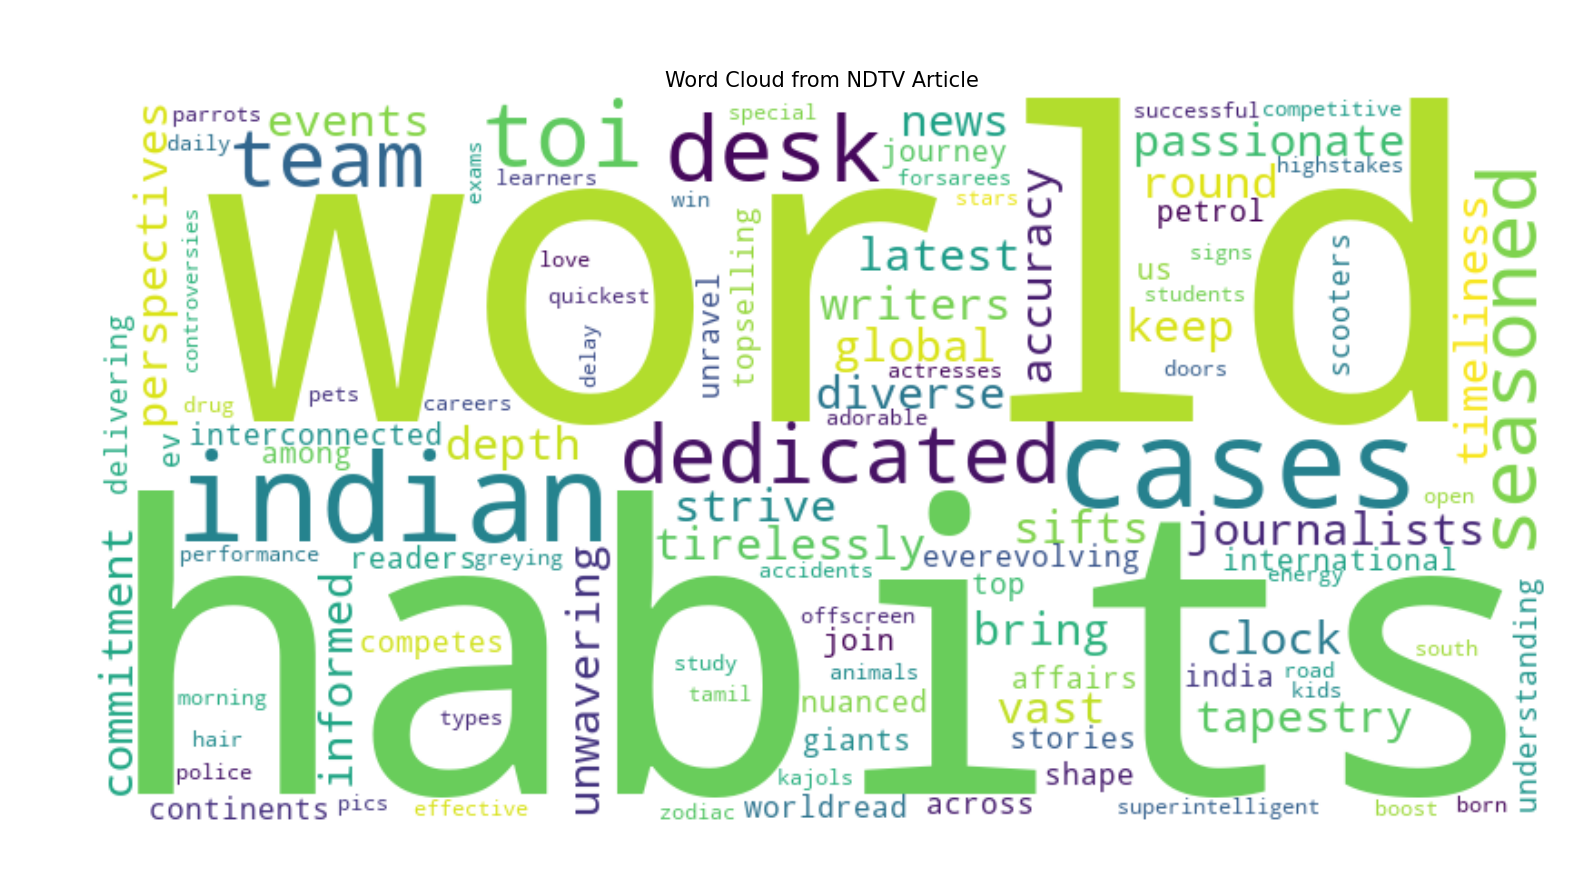 Word Cloud from NDTV Article
parrots
events
toi
special
news
successful
competitive
perspectives
daily
team
exams
learners
desk
journey
forsarees
passionate
highstakes
win
stars
accuracy
round
petrol
seasoned
world
controversies
love
quickest
delay
unravel
topselling
latest
writers
global
actresses
diverse
adorable
us
signs
students
keep
doors
scooters
timeliness
delivering
drug
pets
careers
ev
interconnected
among
depth
dedicated
cases
indian
strive
open
sifts
journalists
performance
readers
greying
tirelessly
everevolving
international
energy
accidents
commitment
habits
informed
unwavering
competes
top
offscreen
join
bring
clock
south
study
animals
affairs
india
road
kids
morning
types
tamil
nuanced
vast
tapestry
understanding
hair
giants
stories
police
kajols
shape
continents
pics
effective
zodiac
worldread
across
superintelligent
boost
born